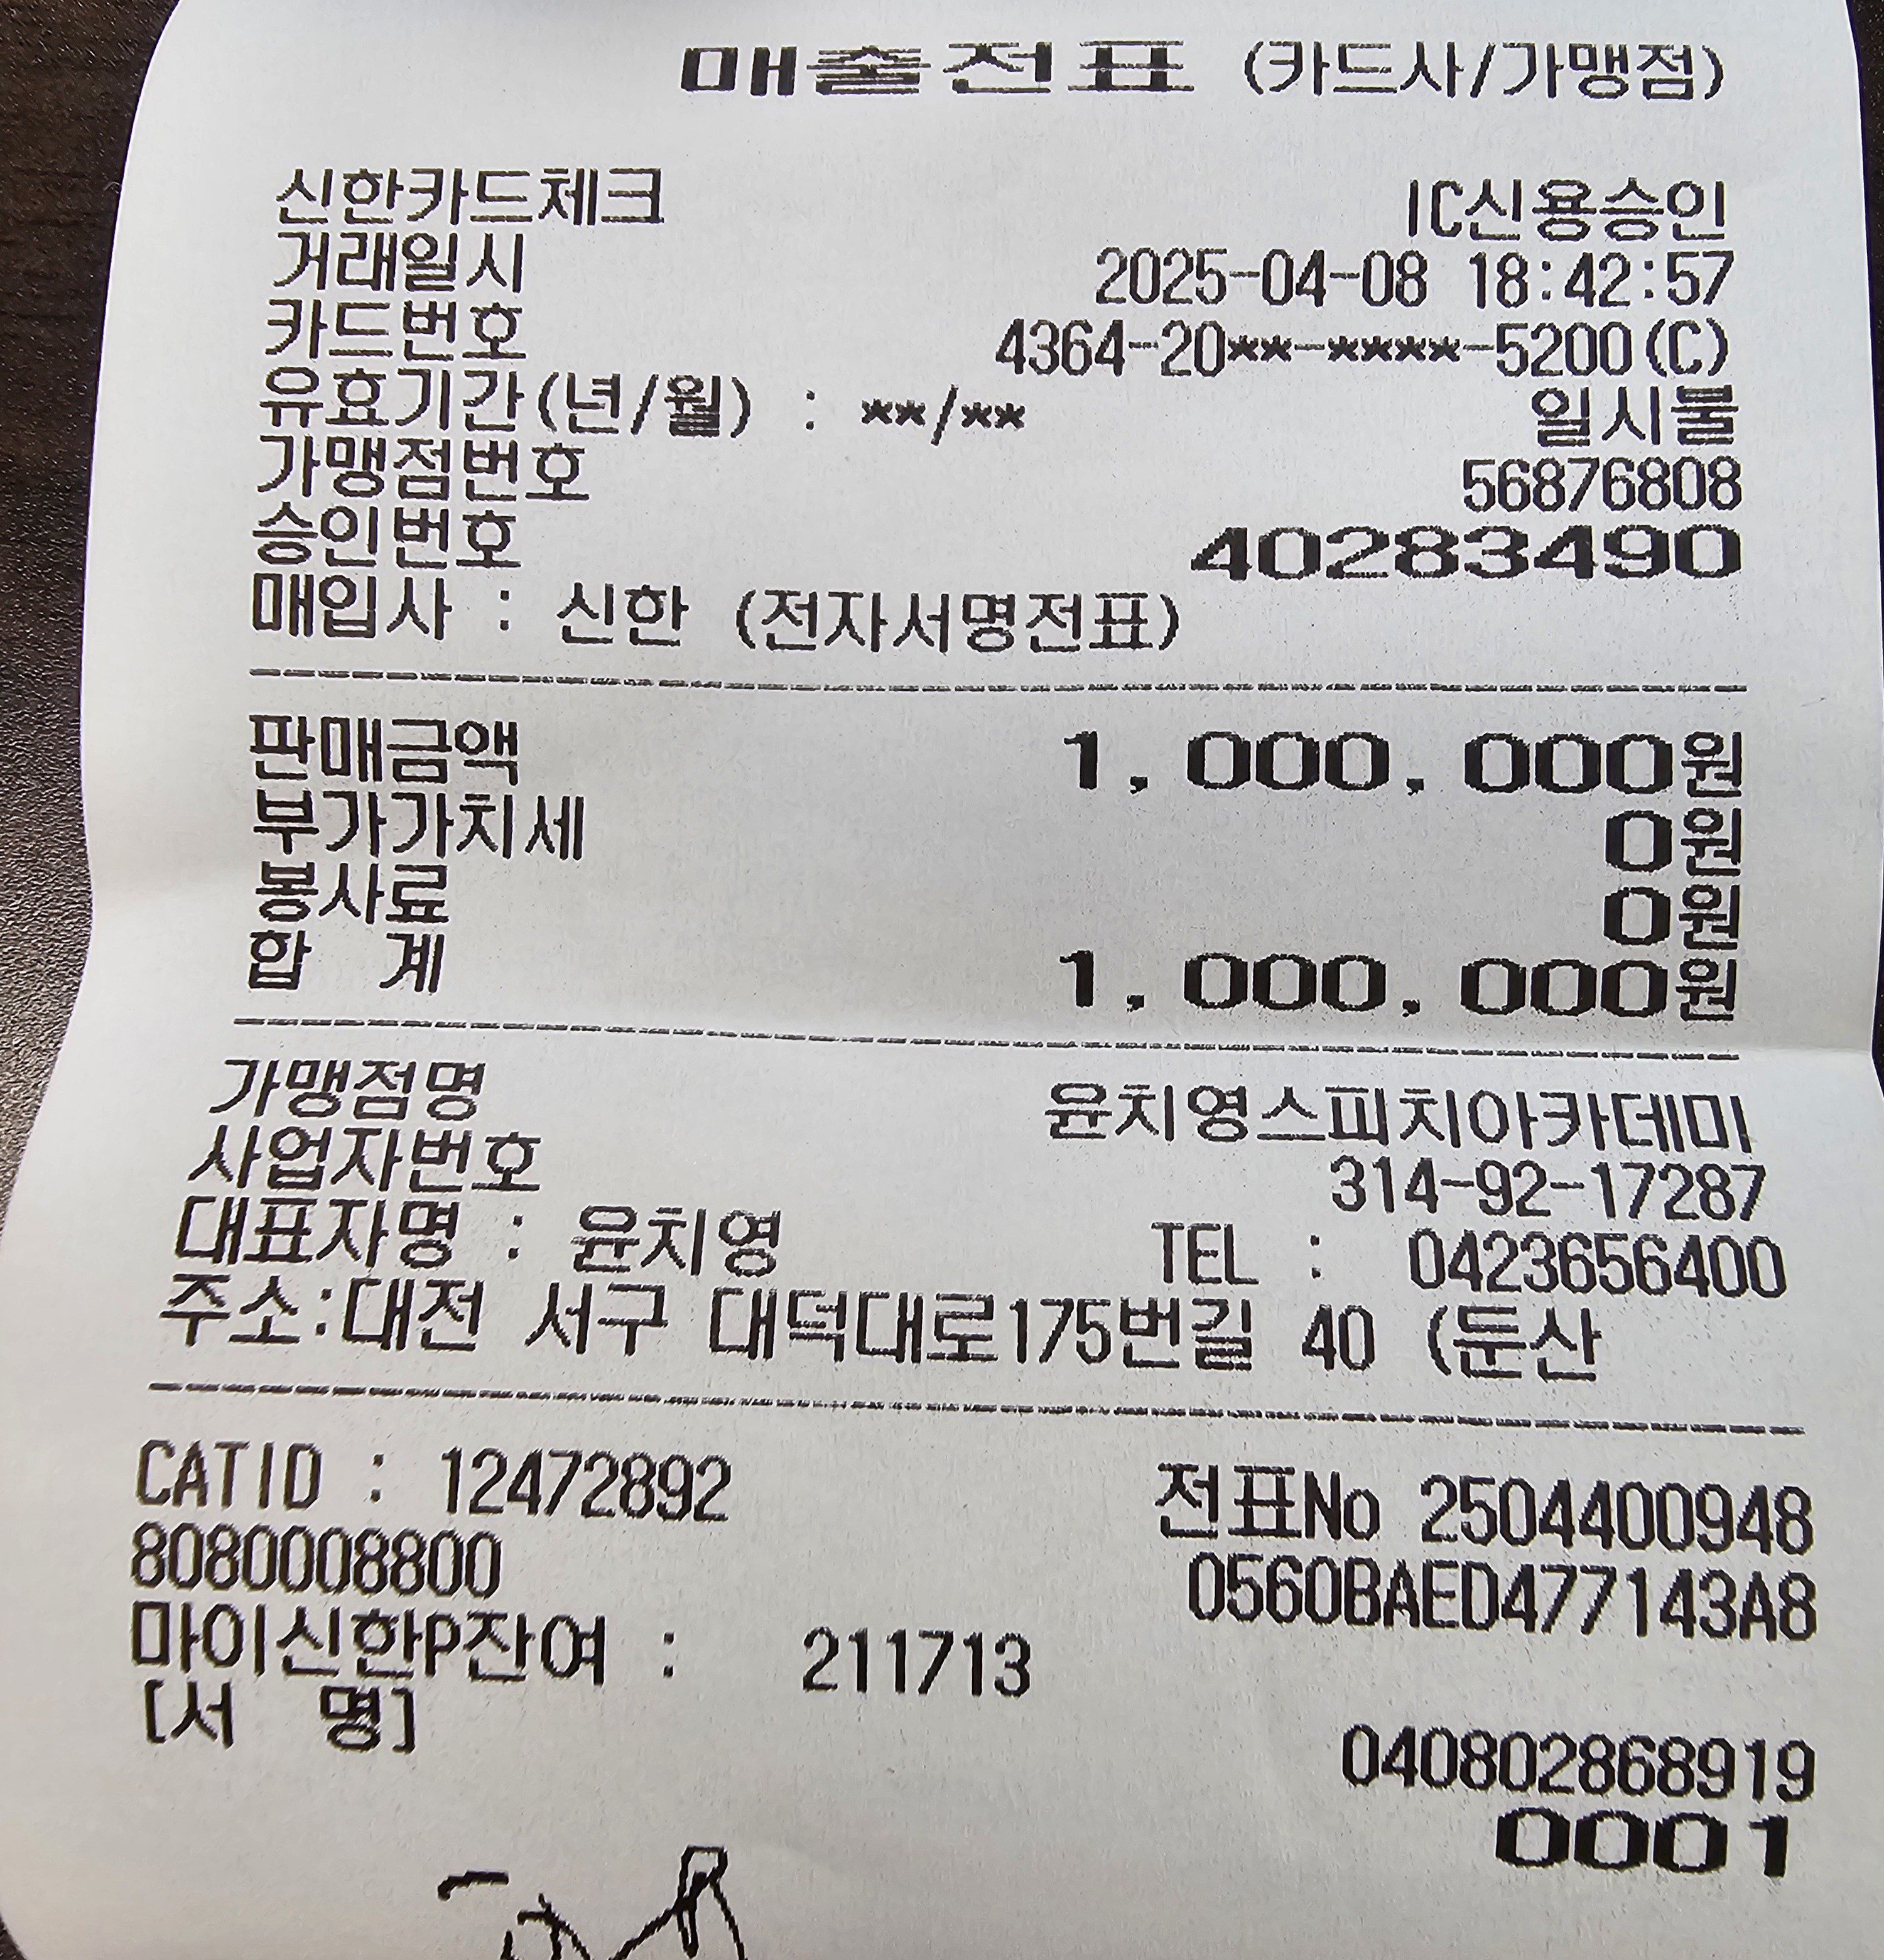 매출전표 (카드사/가맹점)
신한카드체크 IC신용승인
거래일시 2025-04-08 18:42:57
카드번호 4364-20**-****-5200(C)
유효기간(년/월) : **/** 일시불
가맹점번호 56876808
승인번호 40283490
매입사 : 신한 (전자서명전표)
판매금액 1,000,000원
부가가치세 0원
봉사료 0원
합 계 1,000,000원
가맹점명 윤치영스피치아카데미
사업자번호 314-92-17287
대표자명 : 윤치영 TEL : 0423656400
주소:대전 서구 대덕대로175번길 40 (둔산
CATID : 12472892 전표No 2504400948
8080008800 0560BAED477143A8
마이신한P잔여 : 211713
[서 명]
040802868919
0001